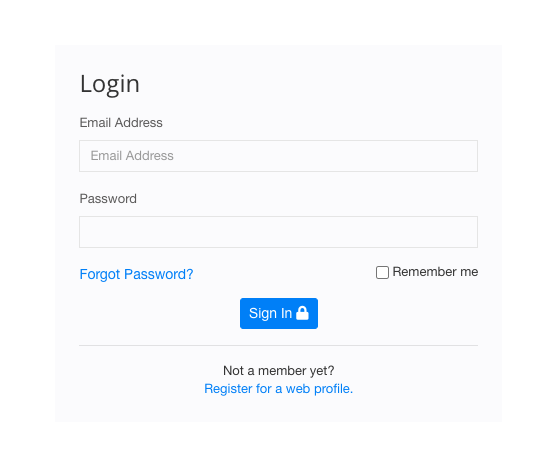 Login
Email Address
Email Address
Password
Forgot Password?
Remember me
Sign In
Not a member yet?
Register for a web profile.